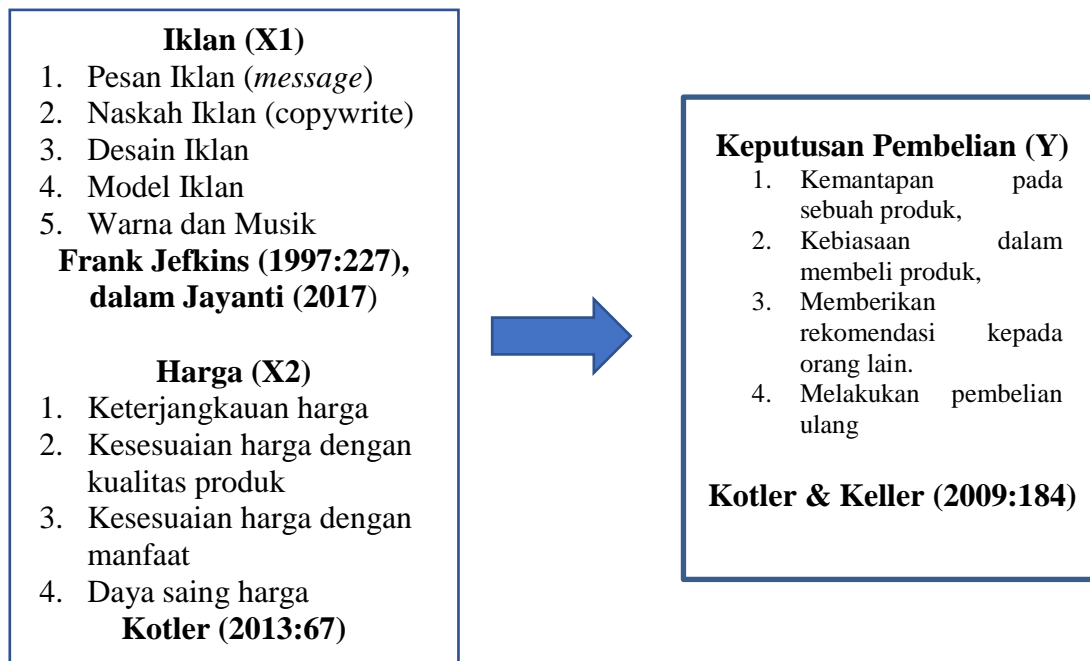 Iklan (X1)
1. Pesan Iklan (message)
2. Naskah Iklan (copywrite)
3. Desain Iklan
4. Model Iklan
5. Warna dan Musik
Frank Jefkins (1997:227),
dalam Jayanti (2017)
Harga (X2)
1. Keterjangkauan harga
2. Kesesuaian harga dengan
kualitas produk
3. Kesesuaian harga dengan
manfaat
4. Daya saing harga
Kotler (2013:67)
Keputusan Pembelian (Y)
1. Kemantapan pada
sebuah produk,
2. Kebiasaan dalam
membeli produk,
3. Memberikan
rekomendasi kepada
orang lain.
4. Melakukan pembelian
ulang
Kotler & Keller (2009:184)